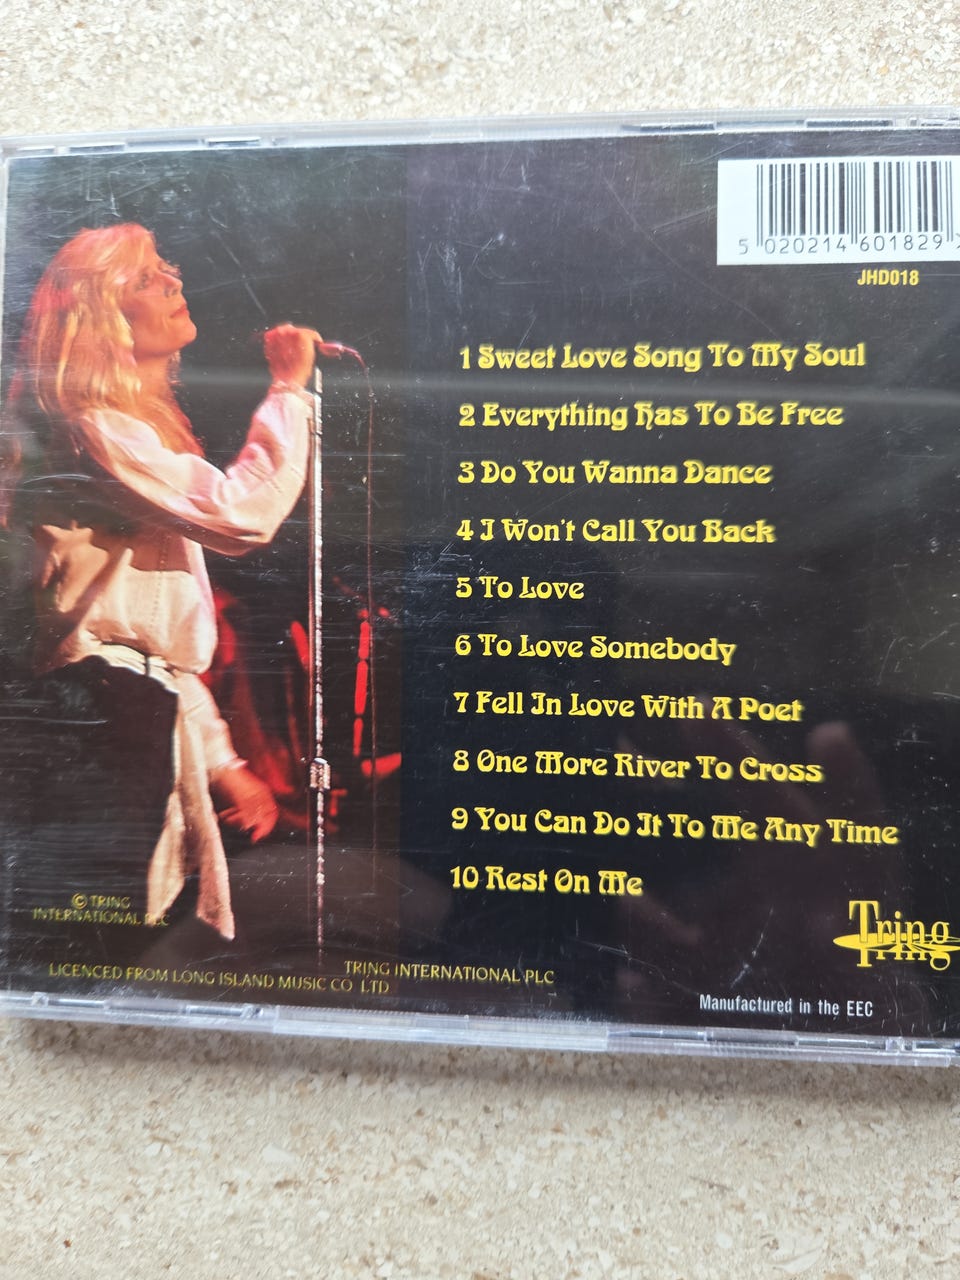 5 020214 601829
JHD018
1 Sweet Love Song To My Soul
2 Everything Has To Be Free
3 Do You Wanna Dance
4 I Won't Call You Back
5 To Love
6 To Love Somebody
7 Fell In Love With A Poet
8 One More River To Cross
9 You Can Do It To Me Any Time
10 Rest On Me
Tring
© TRING
INTERNATIONAL PLC
LICENCED FROM LONG ISLAND MUSIC CO LTD
TRING INTERNATIONAL PLC
Manufactured in the EEC